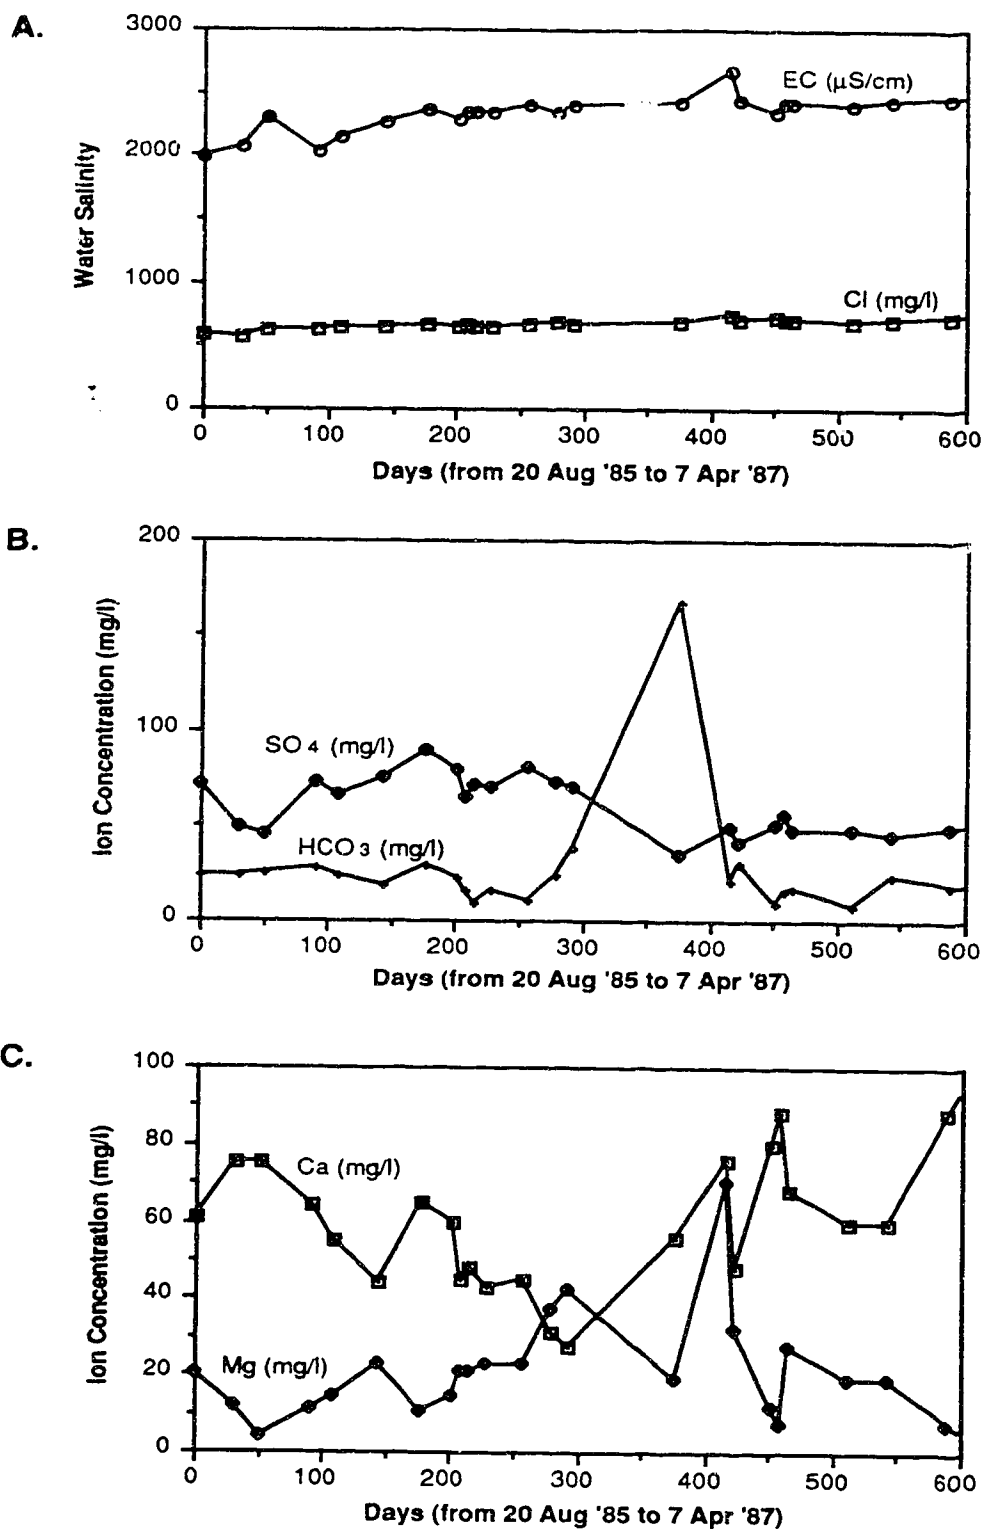 A.
3000
2000
1000
0
Water Salinity
EC (µS/cm)
Cl (mg/l)
0 100 200 300 400 500 600
Days (from 20 Aug '85 to 7 Apr '87)
B.
200
100
0
Ion Concentration (mg/l)
SO 4 (mg/l)
HCO 3 (mg/l)
0 100 200 300 400 500 600
Days (from 20 Aug '85 to 7 Apr '87)
C.
100
80
60
40
20
0
Ion Concentration (mg/l)
Ca (mg/l)
Mg (mg/l)
0 100 200 300 400 500 600
Days (from 20 Aug '85 to 7 Apr '87)